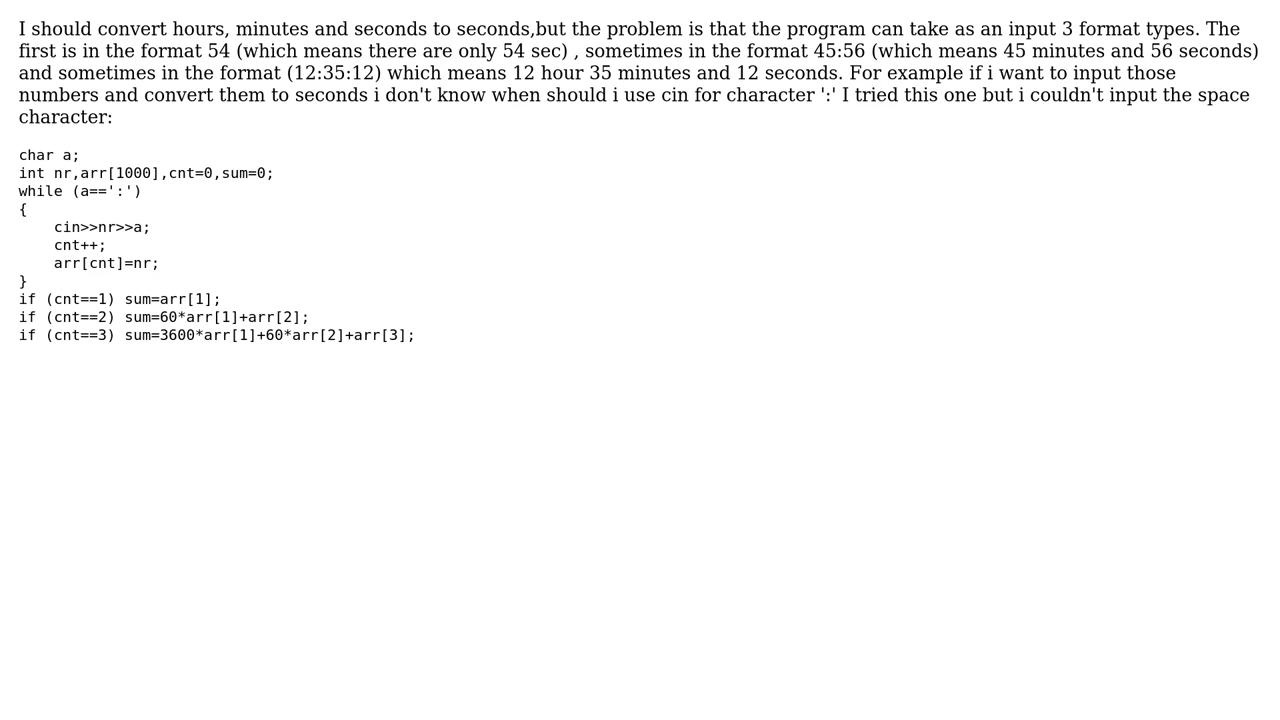 I should convert hours, minutes and seconds to seconds,but the problem is that the program can take as an input 3 format types. The
first is in the format 54 (which means there are only 54 sec) , sometimes in the format 45:56 (which means 45 minutes and 56 seconds)
and sometimes in the format (12:35:12) which means 12 hour 35 minutes and 12 seconds. For example if i want to input those
numbers and convert them to seconds i don't know when should i use cin for character ':' I tried this one but i couldn't input the space
character:
char a;
int nr,arr[1000],cnt=0,sum=0;
while (a==':')
{
    cin>>nr>>a;
    cnt++;
    arr[cnt]=nr;
}
if (cnt==1) sum=arr[1];
if (cnt==2) sum=60*arr[1]+arr[2];
if (cnt==3) sum=3600*arr[1]+60*arr[2]+arr[3];